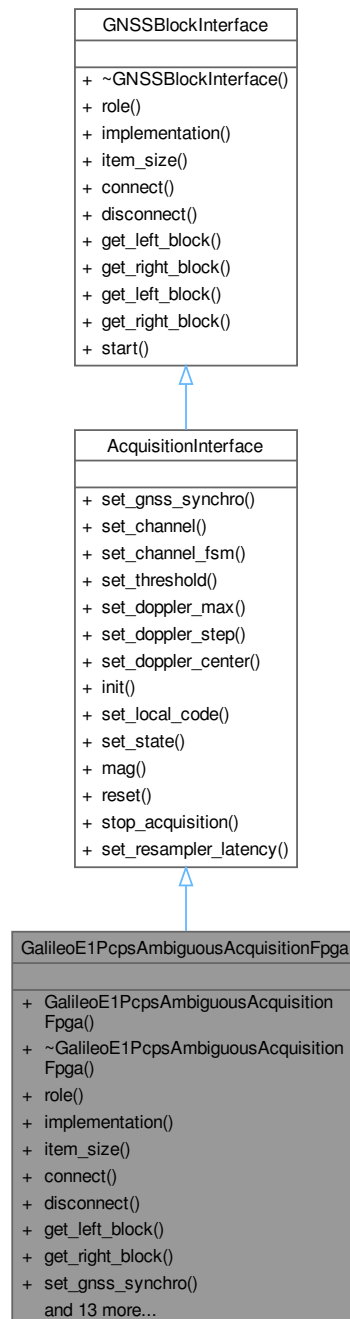 GNSSBlockInterface
+ ~GNSSBlockInterface()
+ role()
+ implementation()
+ item_size()
+ connect()
+ disconnect()
+ get_left_block()
+ get_right_block()
+ get_left_block()
+ get_right_block()
+ start()
AcquisitionInterface
+ set_gnss_synchro()
+ set_channel()
+ set_channel_fsm()
+ set_threshold()
+ set_doppler_max()
+ set_doppler_step()
+ set_doppler_center()
+ init()
+ set_local_code()
+ set_state()
+ mag()
+ reset()
+ stop_acquisition()
+ set_resampler_latency()
GalileoE1PcpsAmbiguousAcquisitionFpga
+ GalileoE1PcpsAmbiguousAcquisition
Fpga()
+ ~GalileoE1PcpsAmbiguousAcquisition
Fpga()
+ role()
+ implementation()
+ item_size()
+ connect()
+ disconnect()
+ get_left_block()
+ get_right_block()
+ set_gnss_synchro()
and 13 more...